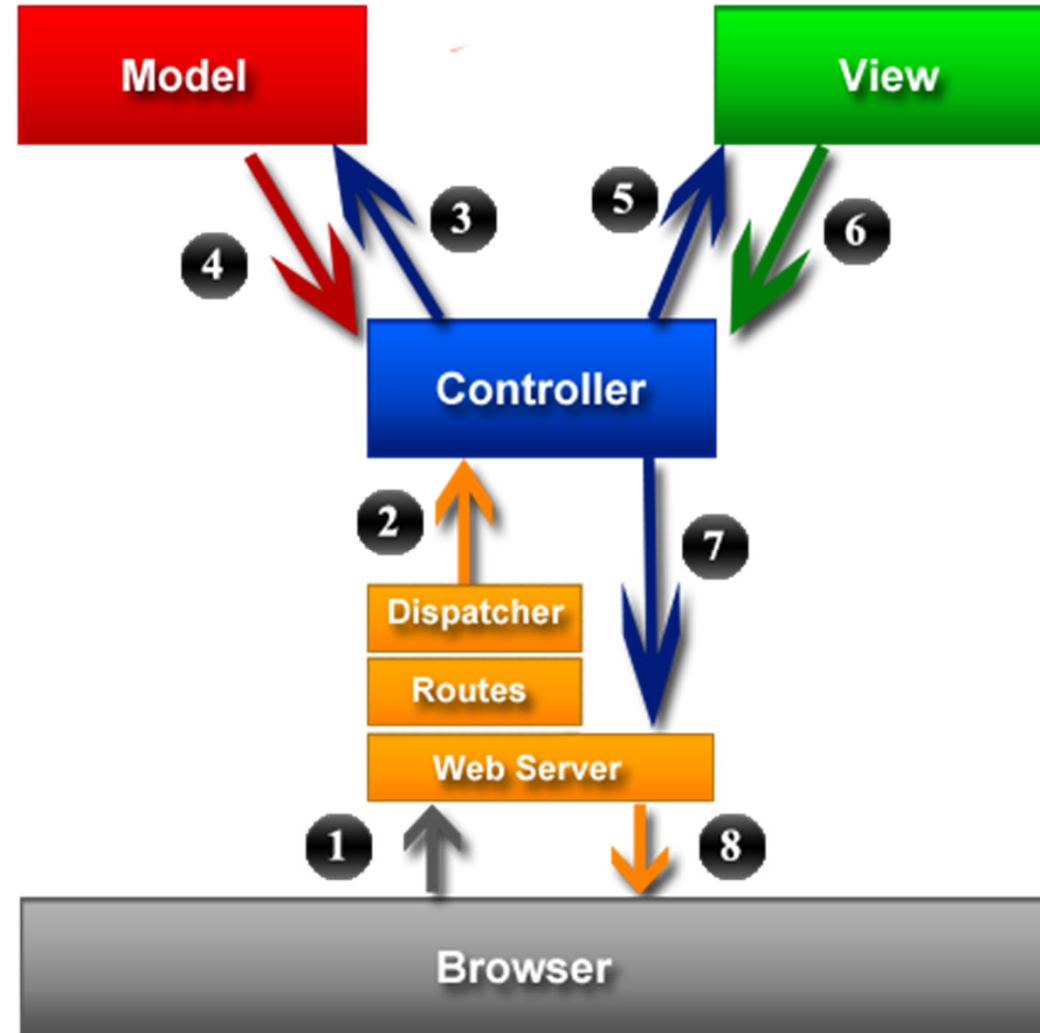 Model
View
3
5
4
6
Controller
2
7
Dispatcher
Routes
Web Server
1
8
Browser